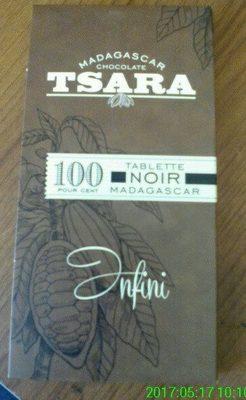 MADAGASCAR
CHOCOLATE
TSARA
100
POUR CENT
TABLETTE
NOIR
MADAGASCAR
Infini
2017:05:17 10:10